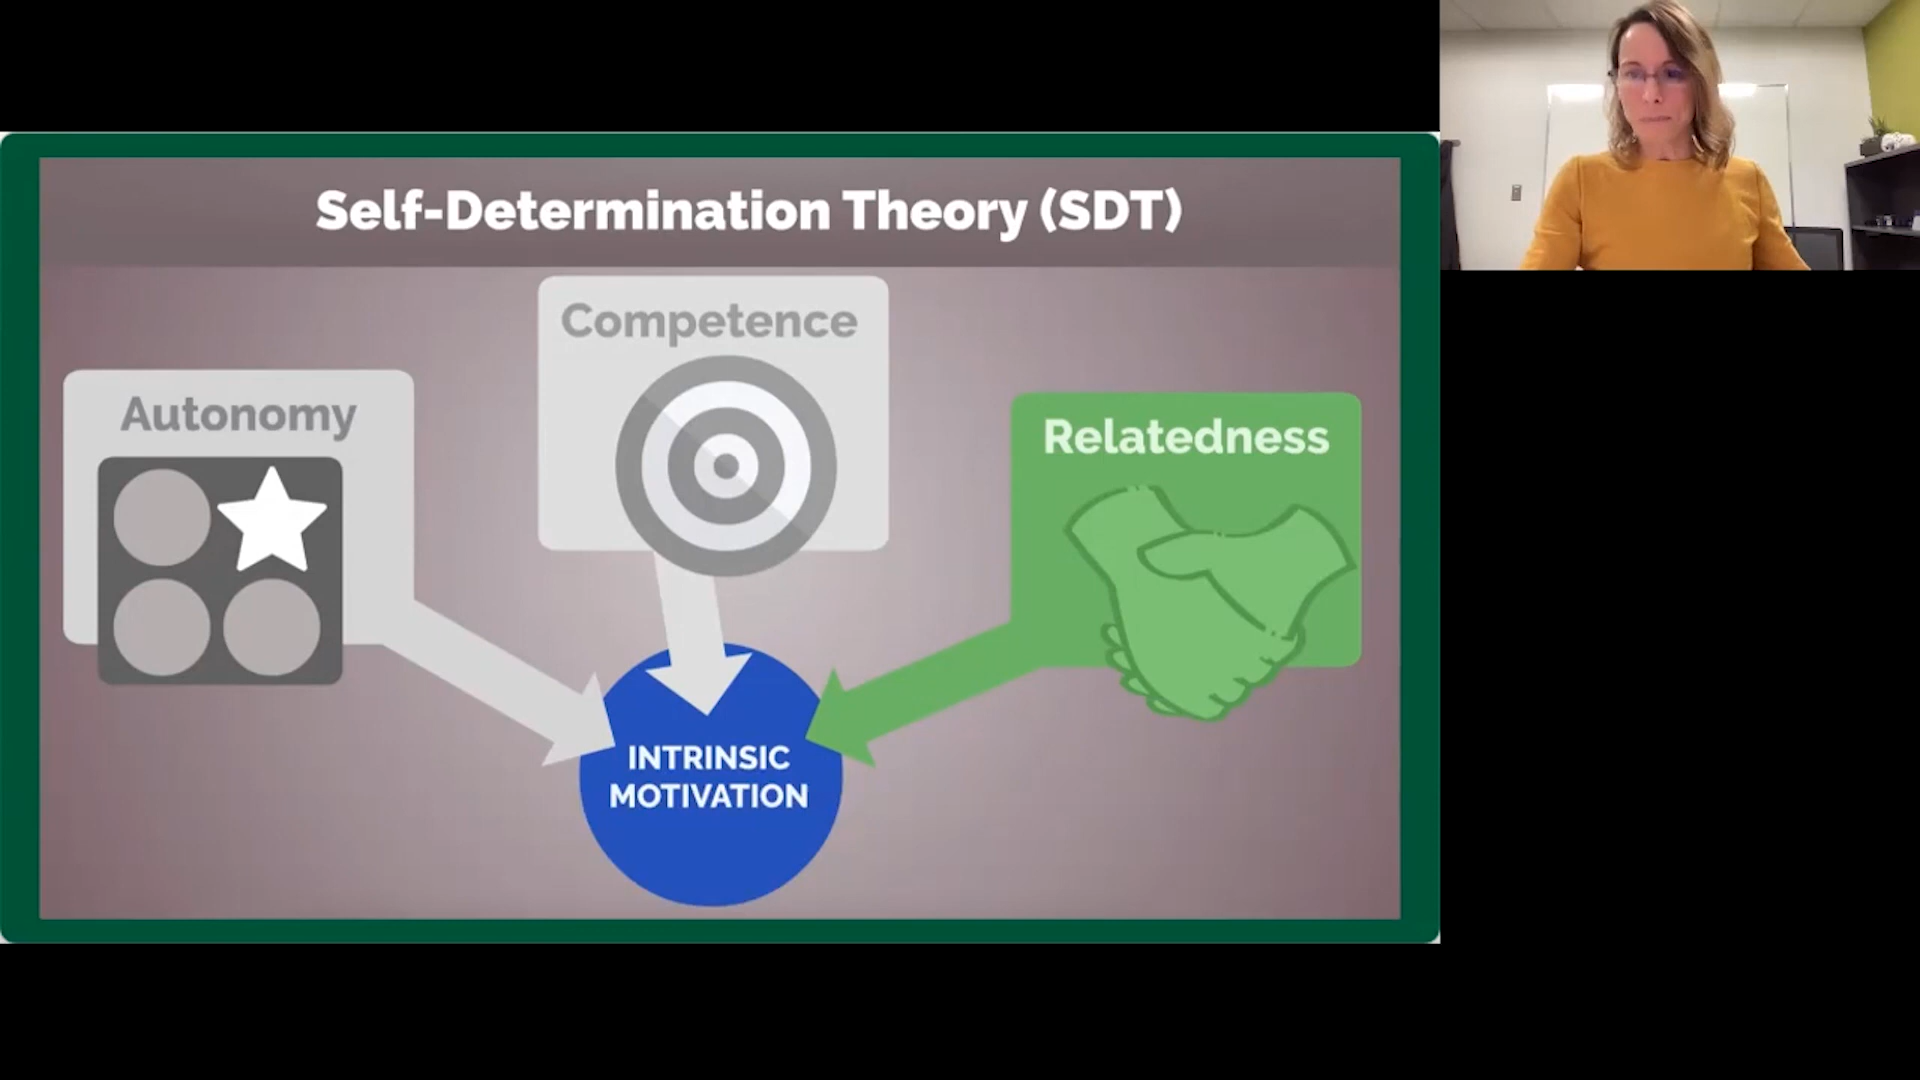 Self-Determination Theory (SDT)
Competence
Autonomy
Relatedness
INTRINSIC
MOTIVATION